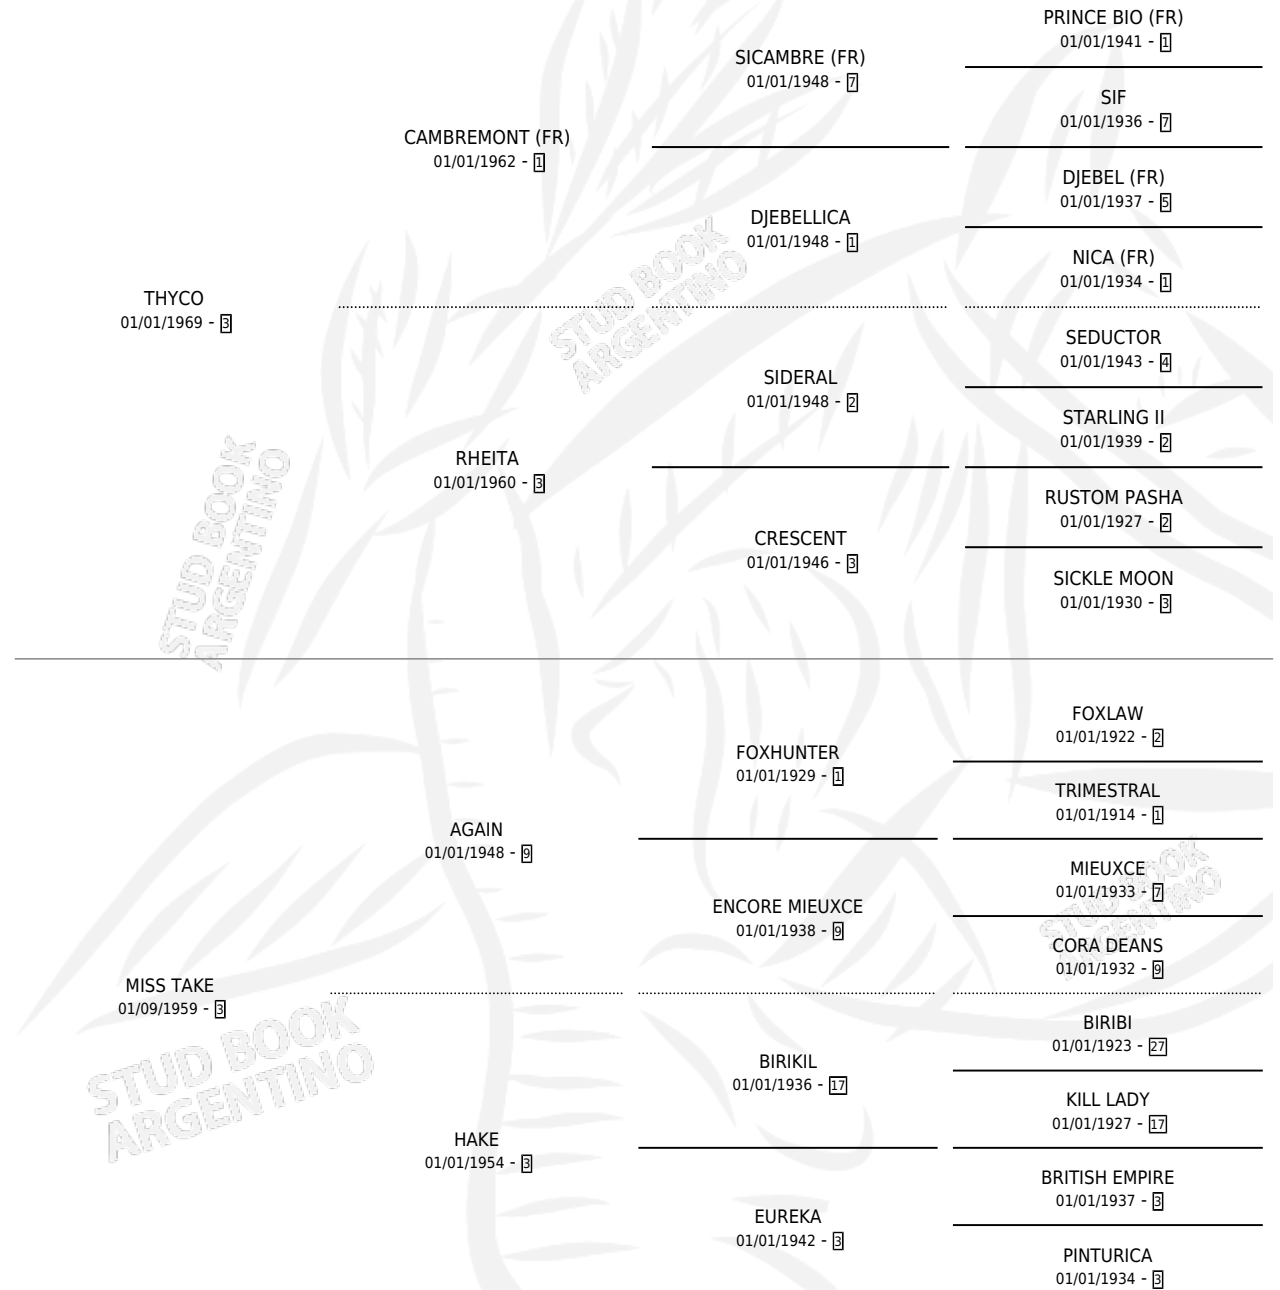 PRINCE BIO (FR)
01/01/1941 - 1
SICAMBRE (FR)
01/01/1948 - 7
SIF
01/01/1936 - 7
CAMBREMONT (FR)
01/01/1962 - 1
DJEBEL (FR)
01/01/1937 - 5
DJEBELLICA
01/01/1948 - 1
NICA (FR)
01/01/1934 - 1
THYCO
01/01/1969 - 3
STUD BOOK
ARGENTINO
SEDUCTOR
01/01/1943 - 4
SIDERAL
01/01/1948 - 2
STARLING II
01/01/1939 - 2
RHEITA
01/01/1960 - 3
RUSTOM PASHA
01/01/1927 - 2
CRESCENT
01/01/1946 - 3
SICKLE MOON
01/01/1930 - 3
STUD BOOK
ARGENTINO
FOXLAW
01/01/1922 - 2
FOXHUNTER
01/01/1929 - 1
TRIMESTRAL
01/01/1914 - 1
AGAIN
01/01/1948 - 9
MIEUXCE
01/01/1933 - 7
ENCORE MIEUXCE
01/01/1938 - 9
STUD BOOK
ARGENTINO
CORA DEANS
01/01/1932 - 9
MISS TAKE
01/09/1959 - 3
STUD BOOK
ARGENTINO
BIRIBI
01/01/1923 - 27
BIRIKIL
01/01/1936 - 17
KILL LADY
01/01/1927 - 17
HAKE
01/01/1954 - 3
BRITISH EMPIRE
01/01/1937 - 3
EUREKA
01/01/1942 - 3
PINTURICA
01/01/1934 - 3